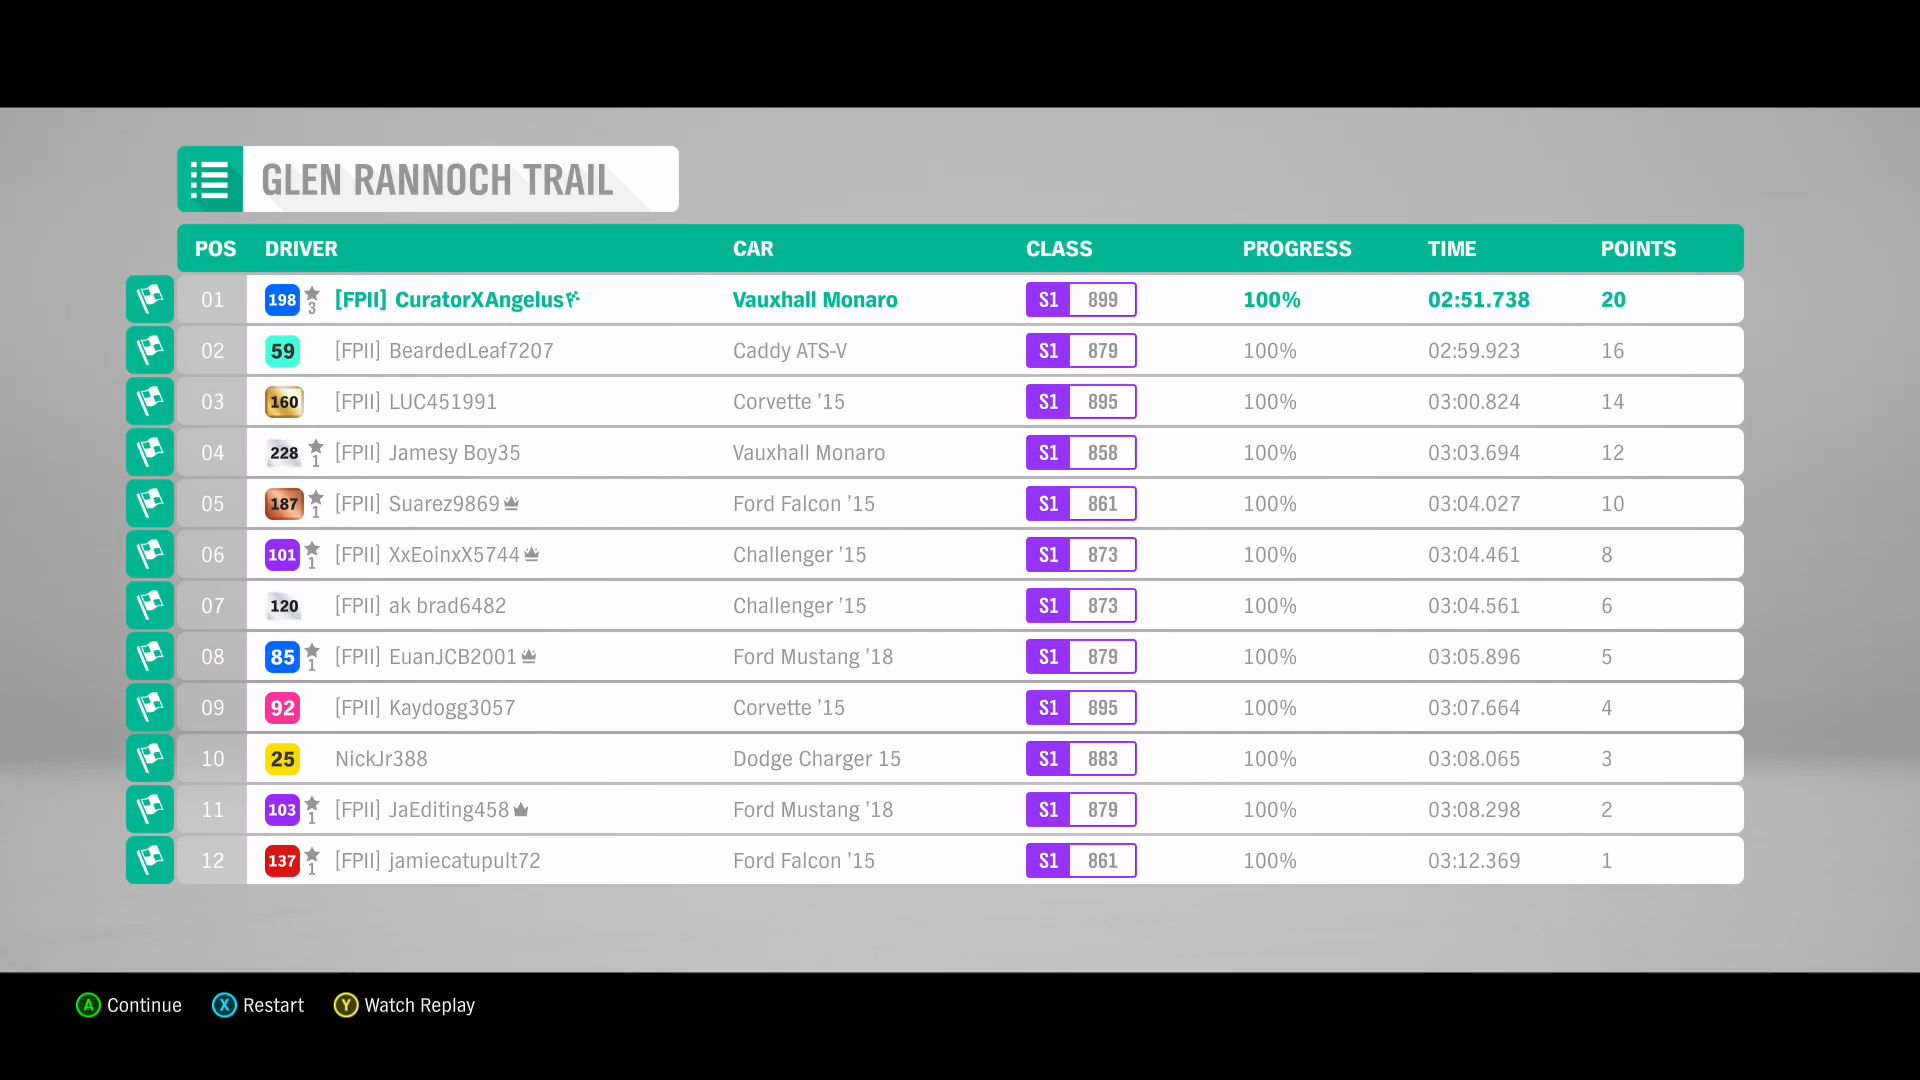 GLEN RANNOCH TRAIL
POS DRIVER CAR CLASS PROGRESS TIME POINTS
01 198 3 [FPII] CuratorXAngelus Vauxhall Monaro S1 899 100% 02:51.738 20
02 59 [FPII] BeardedLeaf7207 Caddy ATS-V S1 879 100% 02:59.923 16
03 160 [FPII] LUC451991 Corvette ’15 S1 895 100% 03:00.824 14
04 228 1 [FPII] Jamesy Boy35 Vauxhall Monaro S1 858 100% 03:03.694 12
05 187 1 [FPII] Suarez9869 Ford Falcon ’15 S1 861 100% 03:04.027 10
06 101 1 [FPII] XxEoinxX5744 Challenger ’15 S1 873 100% 03:04.461 8
07 120 [FPII] ak brad6482 Challenger ’15 S1 873 100% 03:04.561 6
08 85 1 [FPII] EuanJCB2001 Ford Mustang ’18 S1 879 100% 03:05.896 5
09 92 [FPII] Kaydogg3057 Corvette ’15 S1 895 100% 03:07.664 4
10 25 NickJr388 Dodge Charger 15 S1 883 100% 03:08.065 3
11 103 1 [FPII] JaEditing458 Ford Mustang ’18 S1 879 100% 03:08.298 2
12 137 1 [FPII] jamiecatupult72 Ford Falcon ’15 S1 861 100% 03:12.369 1
A Continue X Restart Y Watch Replay